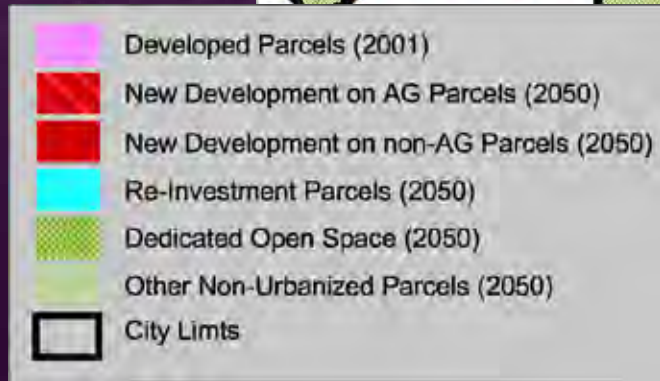 Developed Parcels (2001)
New Development on AG Parcels (2050)
New Development on non-AG Parcels (2050)
Re-Investment Parcels (2050)
Dedicated Open Space (2050)
Other Non-Urbanized Parcels (2050)
City Limts